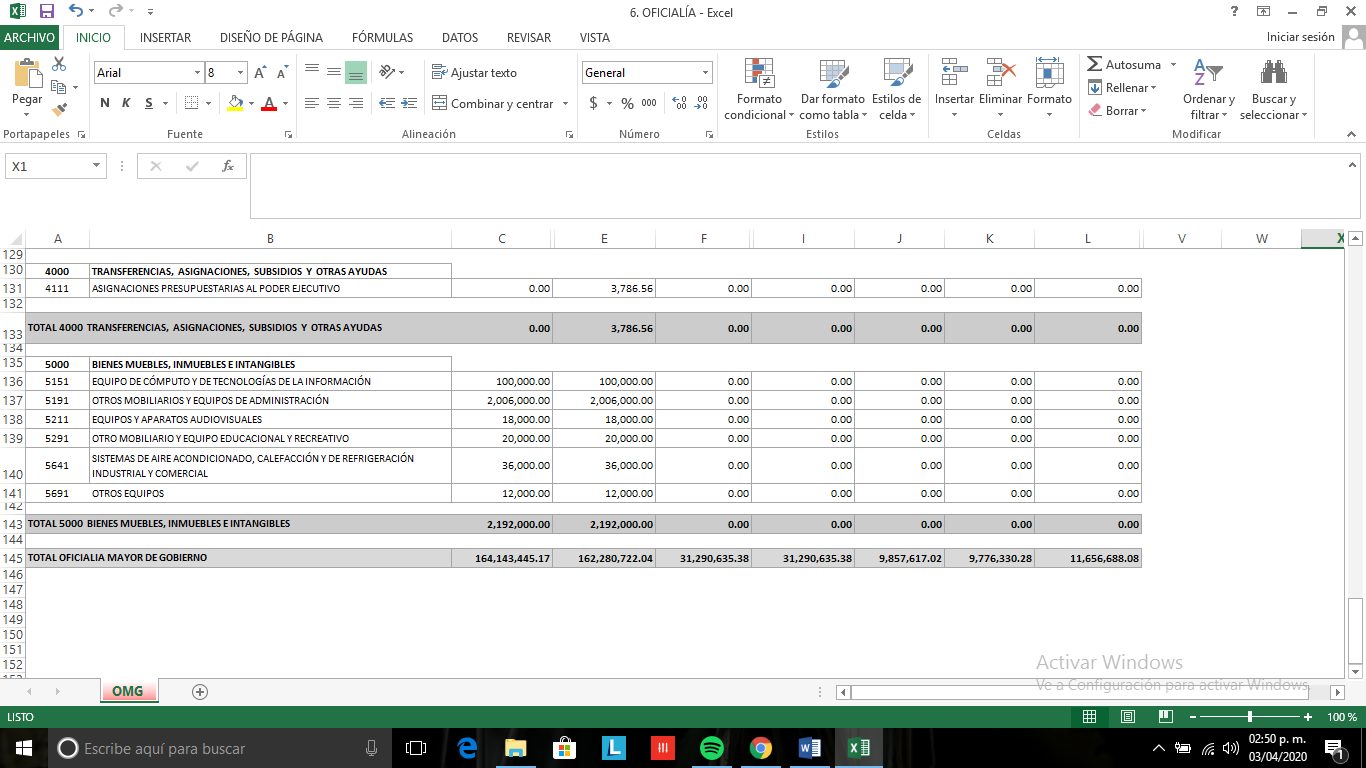 6. OFICIALÍA - Excel
ARCHIVO INICIO INSERTAR DISEÑO DE PÁGINA FÓRMULAS DATOS REVISAR VISTA Iniciar sesión
Pegar
Portapapeles
Arial 8
N K S
Fuente
Ajustar texto
Combinar y centrar
Alineación
General
$ % 000
Número
Formato condicional
Dar formato como tabla
Estilos de celda
Estilos
Insertar Eliminar Formato
Celdas
Autosuma
Rellenar
Borrar
Ordenar y filtrar
Buscar y seleccionar
Modificar
X1 fx
A B C E F I J K L V W X
129
130 4000 TRANSFERENCIAS, ASIGNACIONES, SUBSIDIOS Y OTRAS AYUDAS
131 4111 ASIGNACIONES PRESUPUESTARIAS AL PODER EJECUTIVO 0.00 3,786.56 0.00 0.00 0.00 0.00 0.00
132
133 TOTAL 4000 TRANSFERENCIAS, ASIGNACIONES, SUBSIDIOS Y OTRAS AYUDAS 0.00 3,786.56 0.00 0.00 0.00 0.00 0.00
134
135 5000 BIENES MUEBLES, INMUEBLES E INTANGIBLES
136 5151 EQUIPO DE CÓMPUTO Y DE TECNOLOGÍAS DE LA INFORMACIÓN 100,000.00 100,000.00 0.00 0.00 0.00 0.00 0.00
137 5191 OTROS MOBILIARIOS Y EQUIPOS DE ADMINISTRACIÓN 2,006,000.00 2,006,000.00 0.00 0.00 0.00 0.00 0.00
138 5211 EQUIPOS Y APARATOS AUDIOVISUALES 18,000.00 18,000.00 0.00 0.00 0.00 0.00 0.00
139 5291 OTRO MOBILIARIO Y EQUIPO EDUCACIONAL Y RECREATIVO 20,000.00 20,000.00 0.00 0.00 0.00 0.00 0.00
140 5641 SISTEMAS DE AIRE ACONDICIONADO, CALEFACCIÓN Y DE REFRIGERACIÓN
INDUSTRIAL Y COMERCIAL 36,000.00 36,000.00 0.00 0.00 0.00 0.00 0.00
141 5691 OTROS EQUIPOS 12,000.00 12,000.00 0.00 0.00 0.00 0.00 0.00
142
143 TOTAL 5000 BIENES MUEBLES, INMUEBLES E INTANGIBLES 2,192,000.00 2,192,000.00 0.00 0.00 0.00 0.00 0.00
144
145 TOTAL OFICIALIA MAYOR DE GOBIERNO 164,143,445.17 162,280,722.04 31,290,635.38 31,290,635.38 9,857,617.02 9,776,330.28 11,656,688.08
146
147
148
149
150
151
152
Activar Windows
Ve a Configuración para activar Windows.
OMG
LISTO 100 %
Escribe aquí para buscar
02:50 p. m.
03/04/2020
1